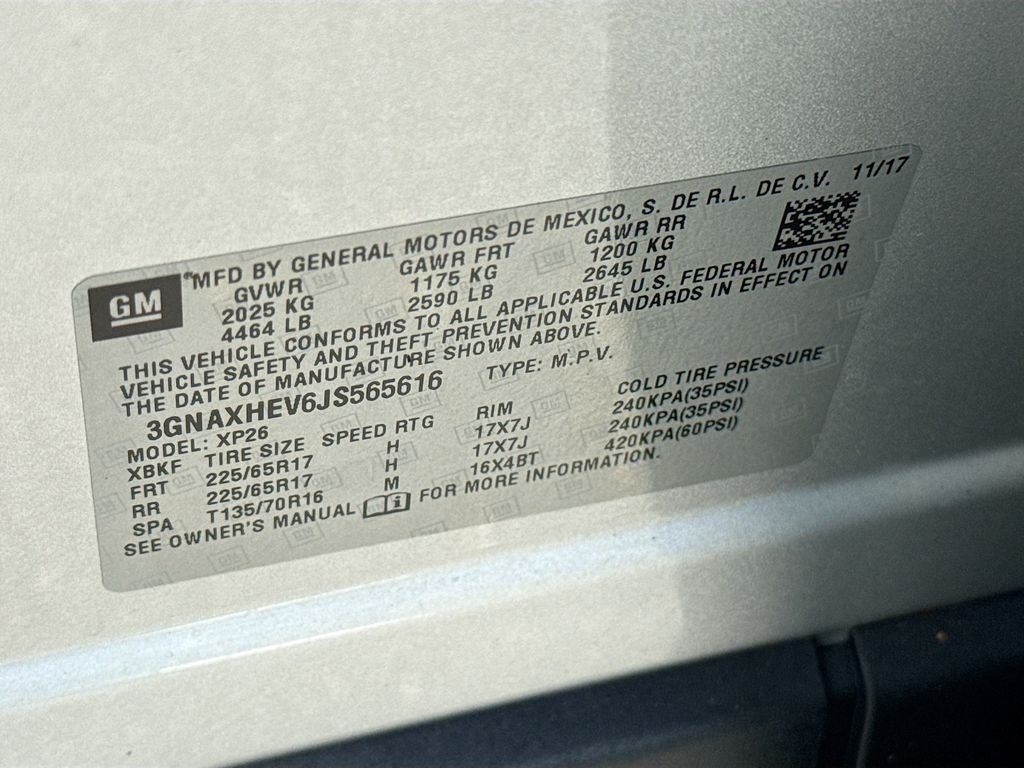 GM
"MFD BY GENERAL MOTORS DE MEXICO, S. DE R.L. DE C.V. 11/17
GVWR GAWR FRT GAWR RR
2025 KG 1175 KG 1200 KG
4464 LB 2590 LB 2645 LB
THIS VEHICLE CONFORMS TO ALL APPLICABLE U.S. FEDERAL MOTOR
VEHICLE SAFETY AND THEFT PREVENTION STANDARDS IN EFFECT ON
THE DATE OF MANUFACTURE SHOWN ABOVE.
3GNAXHEV6JS565616 TYPE: M.P.V.
MODEL: XP26
XBKF TIRE SIZE SPEED RTG RIM COLD TIRE PRESSURE
FRT 225/65R17 H 17X7J 240KPA(35PSI)
RR 225/65R17 H 17X7J 240KPA(35PSI)
SPA T135/70R16 M 16X4BT 420KPA(60PSI)
SEE OWNER'S MANUAL FOR MORE INFORMATION.